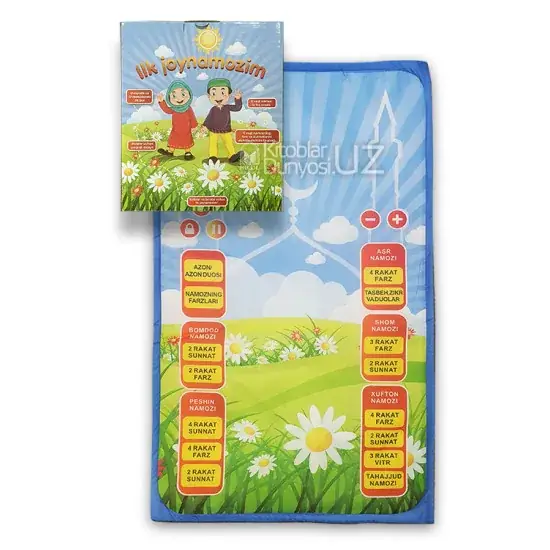 ilk joynamozim
Kitoblar
Dunyosi.UZ
AZON/
AZON DUOSI
NAMOZNING
FARZLARI
BOMDOD
NAMOZI
2 RAKAT
SUNNAT
2 RAKAT
FARZ
PESHIN
NAMOZI
4 RAKAT
SUNNAT
4 RAKAT
FARZ
2 RAKAT
SUNNAT
− +
ASR
NAMOZI
4 RAKAT
FARZ
TASBEH,ZIKR
VADUOLAR
SHOM
NAMOZI
3 RAKAT
FARZ
2 RAKAT
SUNNAT
XUFTON
NAMOZI
4 RAKAT
FARZ
2 RAKAT
SUNNAT
3 RAKAT
VITR
TAHAJJUD
NAMOZI